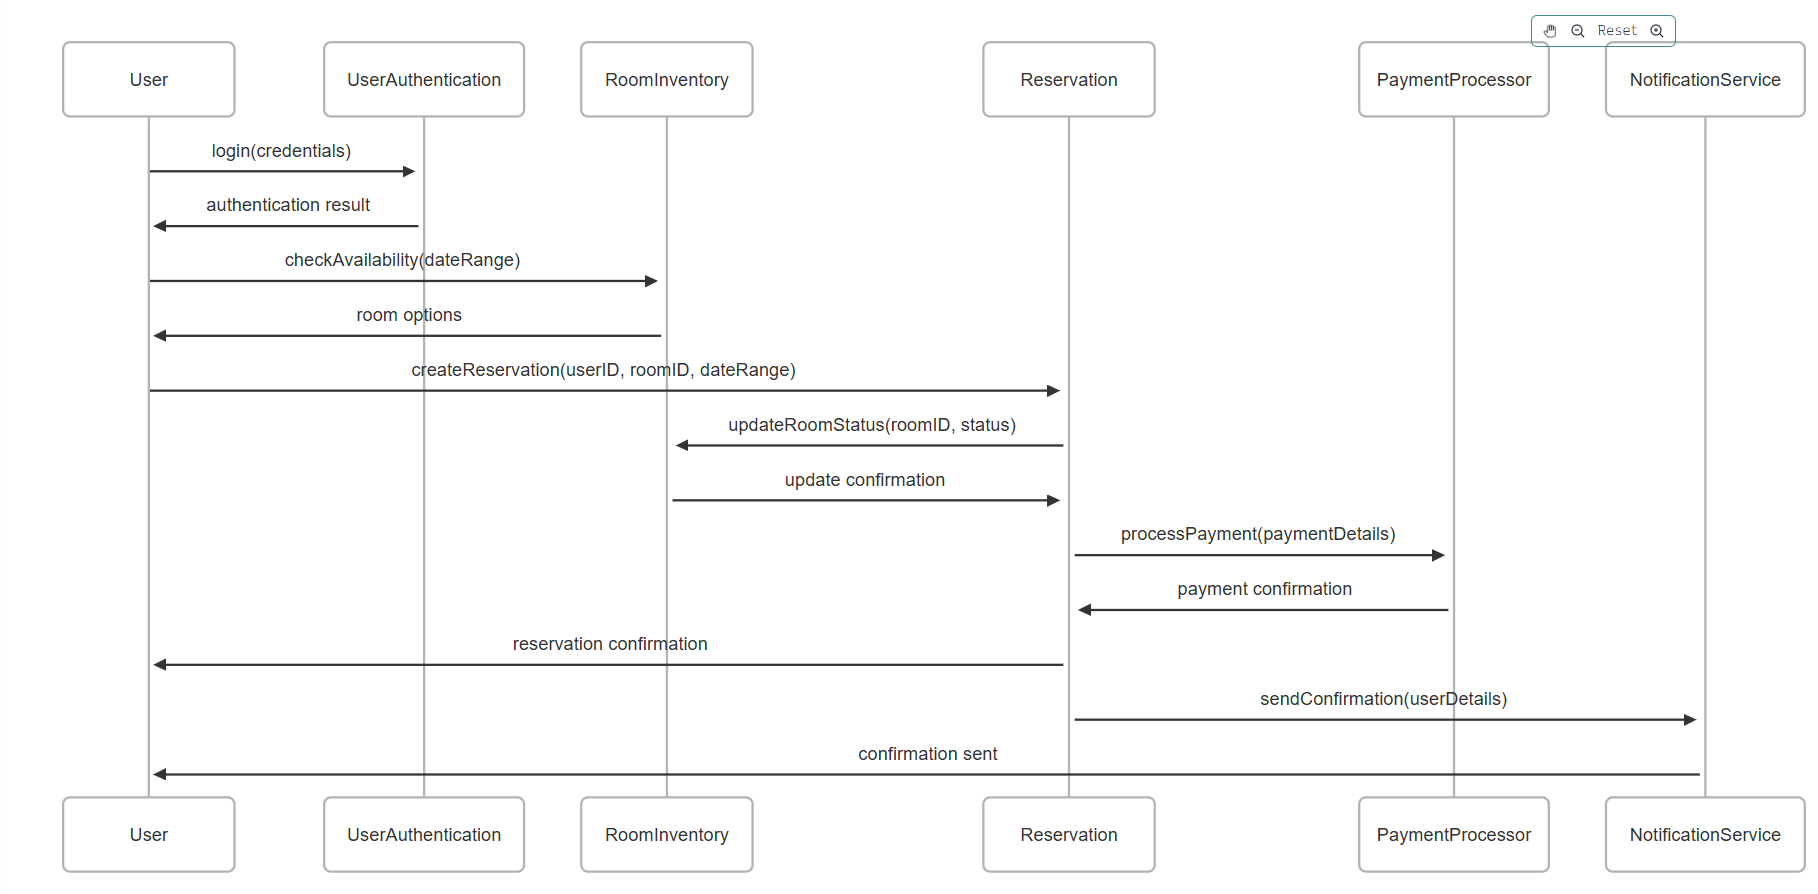 Reset
User
UserAuthentication
RoomInventory
Reservation
PaymentProcessor
NotificationService
login(credentials)
authentication result
checkAvailability(dateRange)
room options
createReservation(userID, roomID, dateRange)
updateRoomStatus(roomID, status)
update confirmation
processPayment(paymentDetails)
payment confirmation
reservation confirmation
sendConfirmation(userDetails)
confirmation sent
User
UserAuthentication
RoomInventory
Reservation
PaymentProcessor
NotificationService